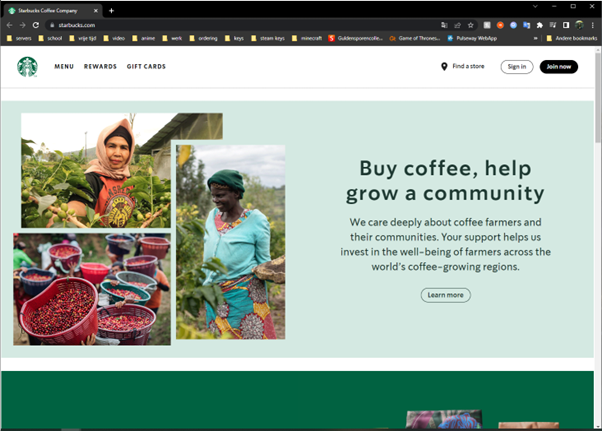 Starbucks Coffee Company
starbucks.com
servers school vrije tijd video anime werk ordering keys steam keys minecraft Guldensporencolle... Game of Thrones... Pulseway WebApp » Andere bookmarks
MENU REWARDS GIFT CARDS Find a store Sign in Join now
Buy coffee, help
grow a community
We care deeply about coffee farmers and
their communities. Your support helps us
invest in the well-being of farmers across the
world's coffee-growing regions.
Learn more